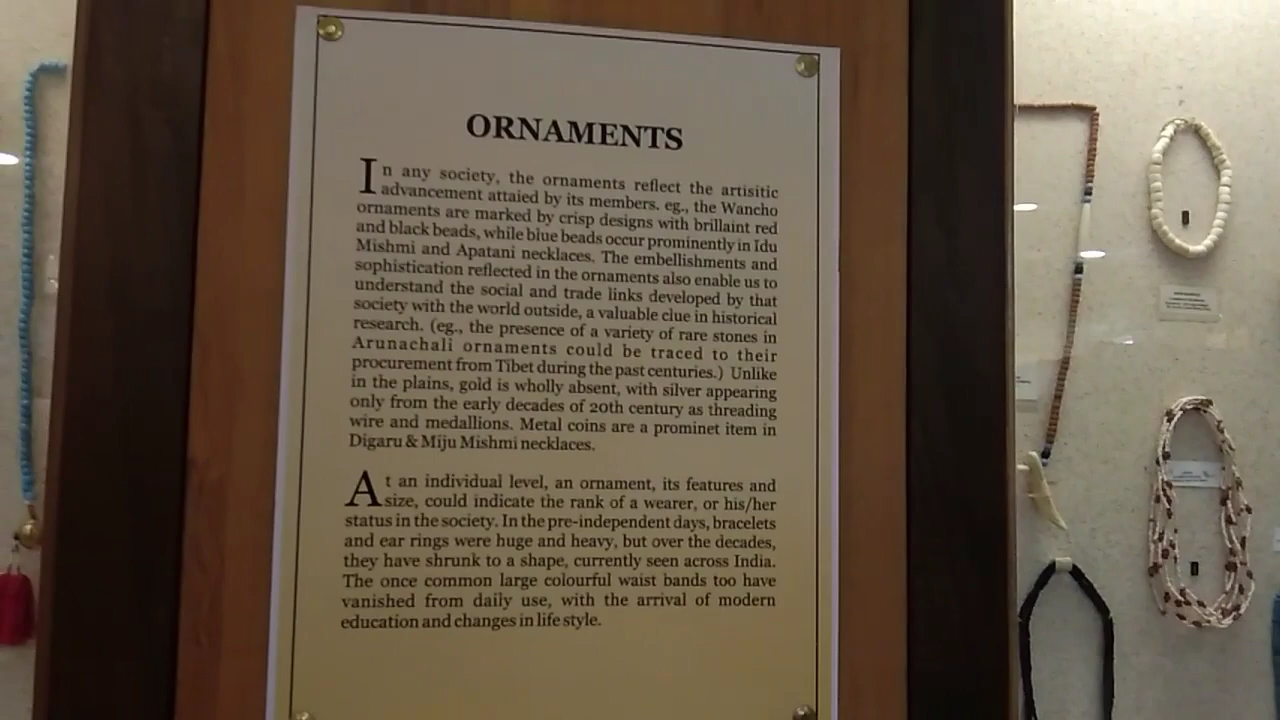 ORNAMENTS
In any society, the ornaments reflect the artisitic
advancement attaied by its members. eg., the Wancho
ornaments are marked by crisp designs with brillaint red
and black beads, while blue beads occur prominently in Idu
Mishmi and Apatani necklaces. The embellishments and
sophistication reflected in the ornaments also enable us to
understand the social and trade links developed by that
society with the world outside, a valuable clue in historical
research. (eg., the presence of a variety of rare stones in
Arunachali ornaments could be traced to their
procurement from Tibet during the past centuries.) Unlike
in the plains, gold is wholly absent, with silver appearing
only from the early decades of 20th century as threading
wire and medallions. Metal coins are a prominet item in
Digaru & Miju Mishmi necklaces.
At an individual level, an ornament, its features and
size, could indicate the rank of a wearer, or his/her
status in the society. In the pre-independent days, bracelets
and ear rings were huge and heavy, but over the decades,
they have shrunk to a shape, currently seen across India.
The once common large colourful waist bands too have
vanished from daily use, with the arrival of modern
education and changes in life style.